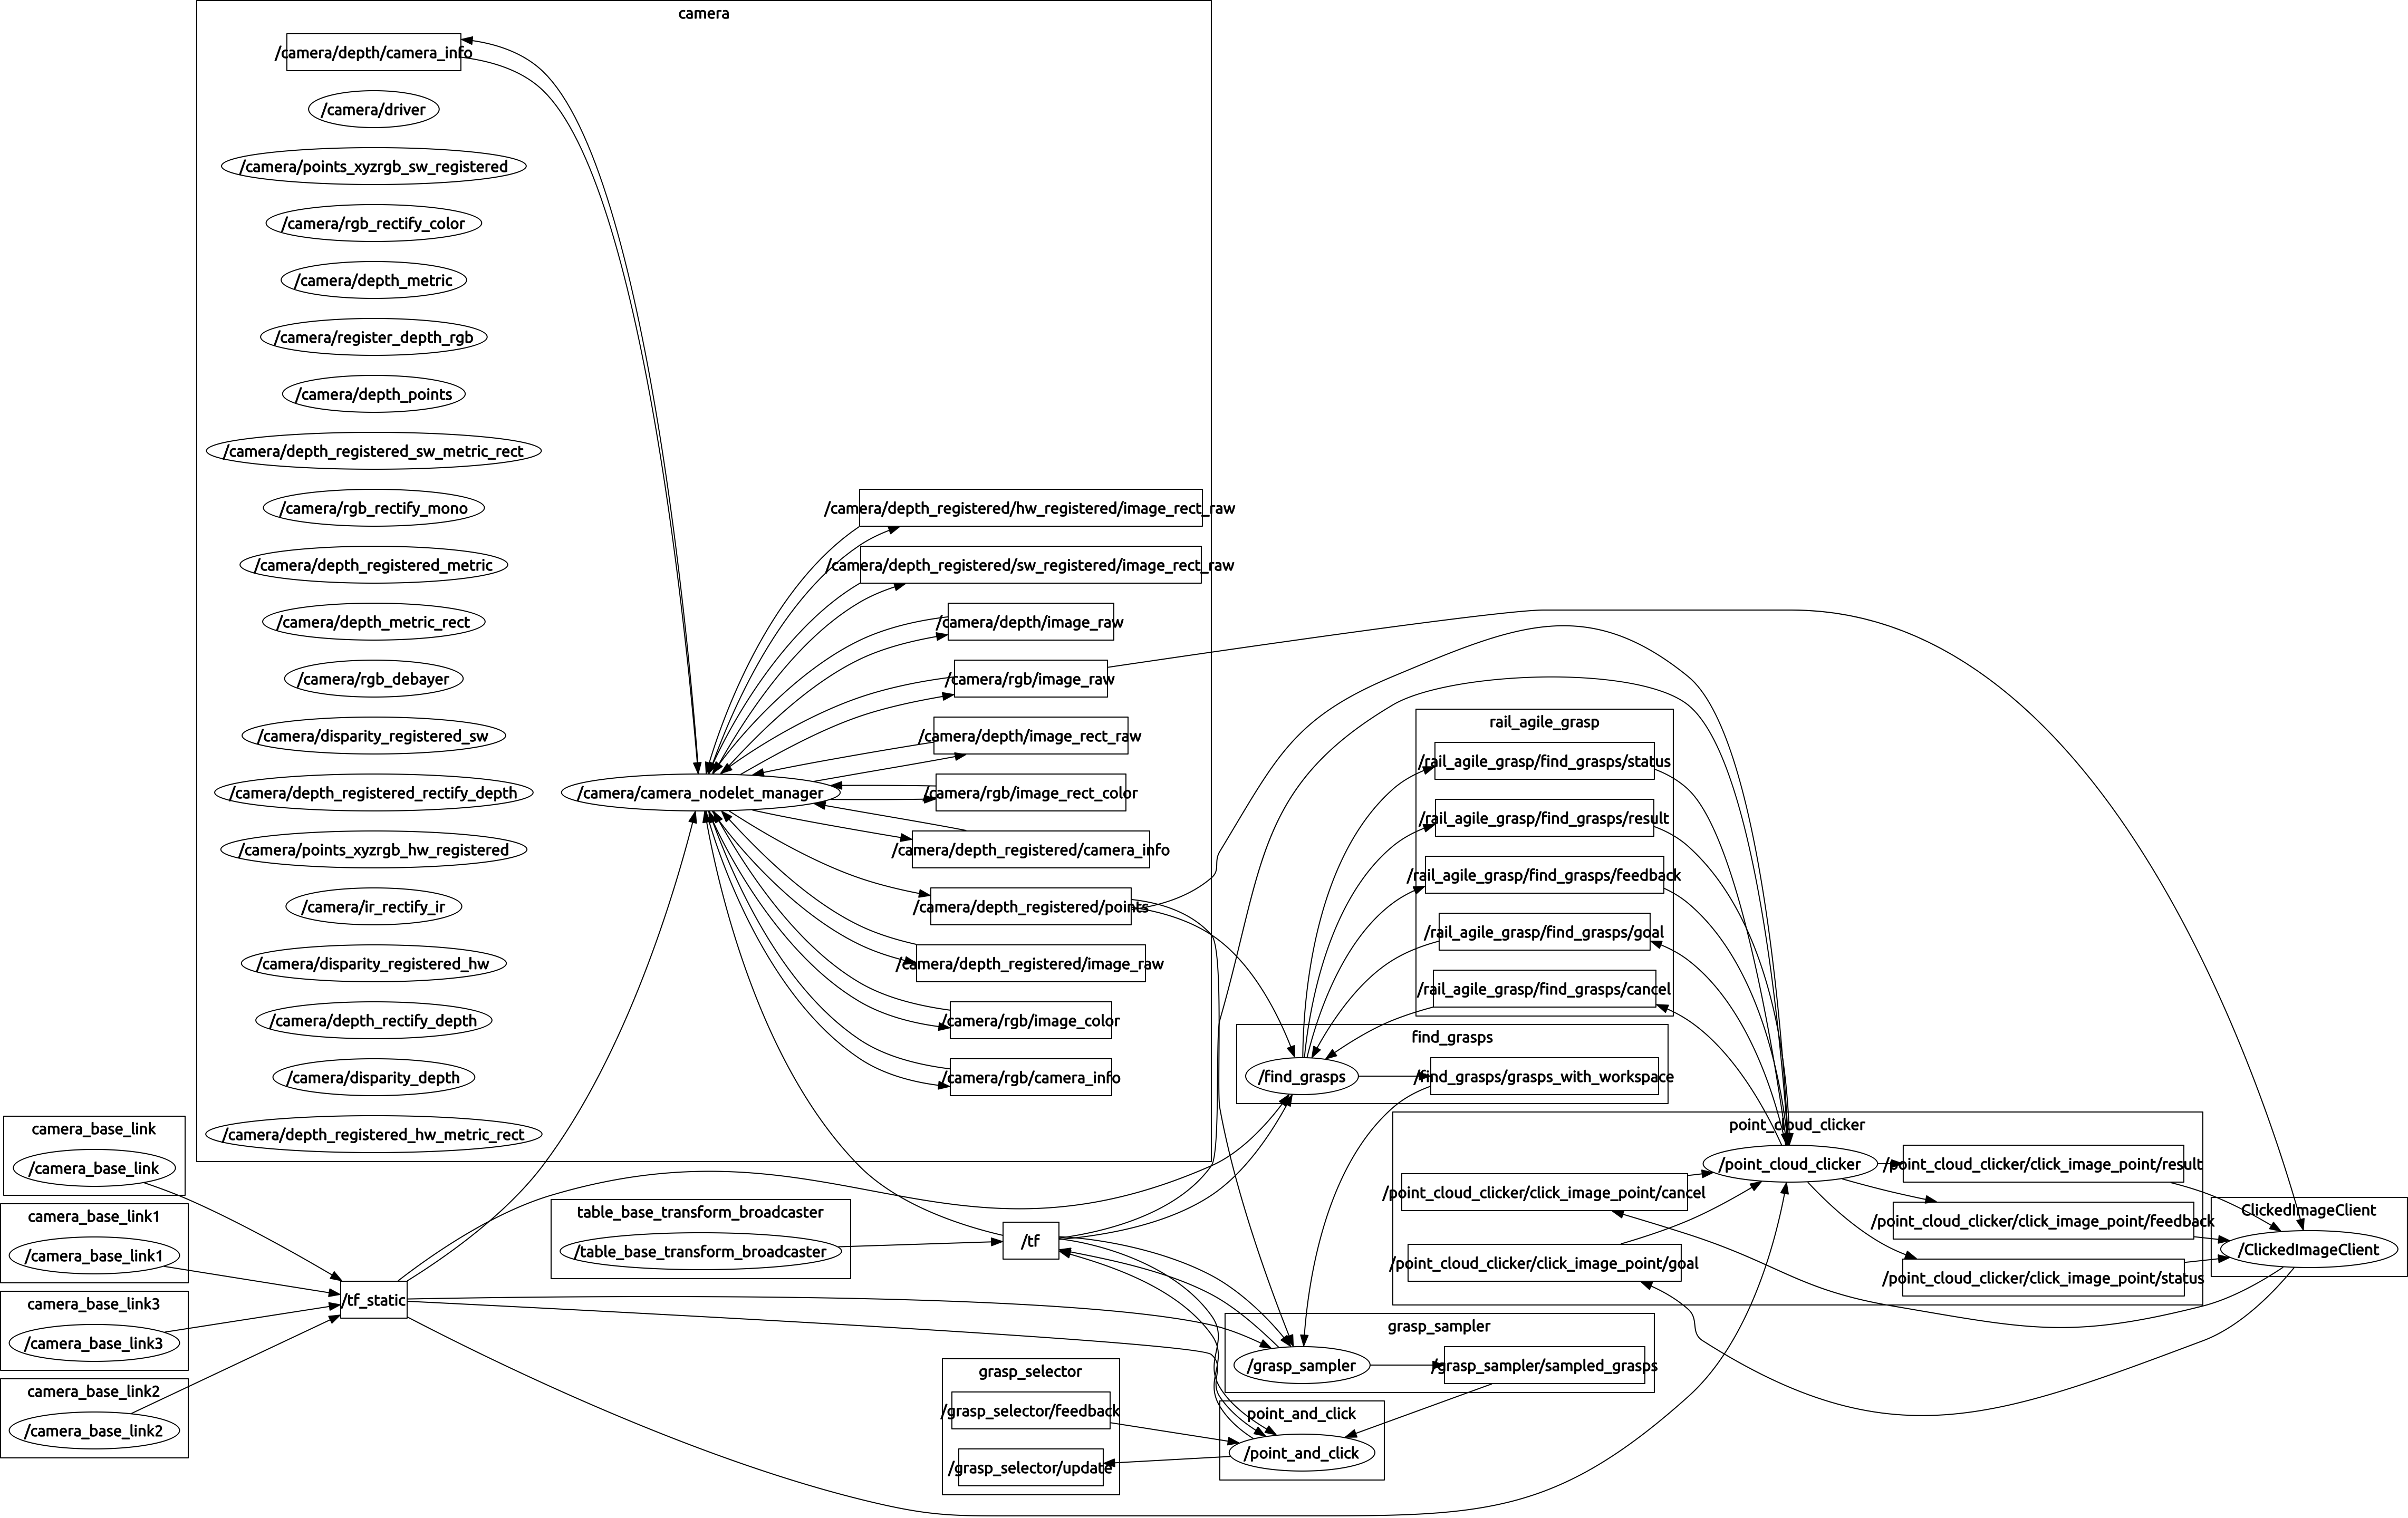 camera
/camera/depth/camera_info
/camera/driver
/camera/points_xyzrgb_sw_registered
/camera/rgb_rectify_color
/camera/depth_metric
/camera/register_depth_rgb
/camera/depth_points
/camera/depth_registered_sw_metric_rect
/camera/rgb_rectify_mono
/camera/depth_registered_metric
/camera/depth_metric_rect
/camera/rgb_debayer
/camera/disparity_registered_sw
/camera/depth_registered_rectify_depth
/camera/points_xyzrgb_hw_registered
/camera/ir_rectify_ir
/camera/disparity_registered_hw
/camera/depth_rectify_depth
/camera/disparity_depth
/camera/depth_registered_hw_metric_rect
/camera/camera_nodelet_manager
/camera/depth_registered/hw_registered/image_rect_raw
/camera/depth_registered/sw_registered/image_rect_raw
/camera/depth/image_raw
/camera/rgb/image_raw
/camera/depth/image_rect_raw
/camera/rgb/image_rect_color
/camera/depth_registered/camera_info
/camera/depth_registered/points
/camera/depth_registered/image_raw
/camera/rgb/image_color
/camera/rgb/camera_info
camera_base_link
/camera_base_link
camera_base_link1
/camera_base_link1
camera_base_link3
/camera_base_link3
camera_base_link2
/camera_base_link2
/tf_static
table_base_transform_broadcaster
/table_base_transform_broadcaster
/tf
rail_agile_grasp
/rail_agile_grasp/find_grasps/status
/rail_agile_grasp/find_grasps/result
/rail_agile_grasp/find_grasps/feedback
/rail_agile_grasp/find_grasps/goal
/rail_agile_grasp/find_grasps/cancel
find_grasps
/find_grasps
/find_grasps/grasps_with_workspace
point_cloud_clicker
/point_cloud_clicker
/point_cloud_clicker/click_image_point/result
/point_cloud_clicker/click_image_point/cancel
/point_cloud_clicker/click_image_point/feedback
/point_cloud_clicker/click_image_point/goal
/point_cloud_clicker/click_image_point/status
ClickedImageClient
/ClickedImageClient
grasp_sampler
/grasp_sampler
/grasp_sampler/sampled_grasps
grasp_selector
/grasp_selector/feedback
/grasp_selector/update
point_and_click
/point_and_click